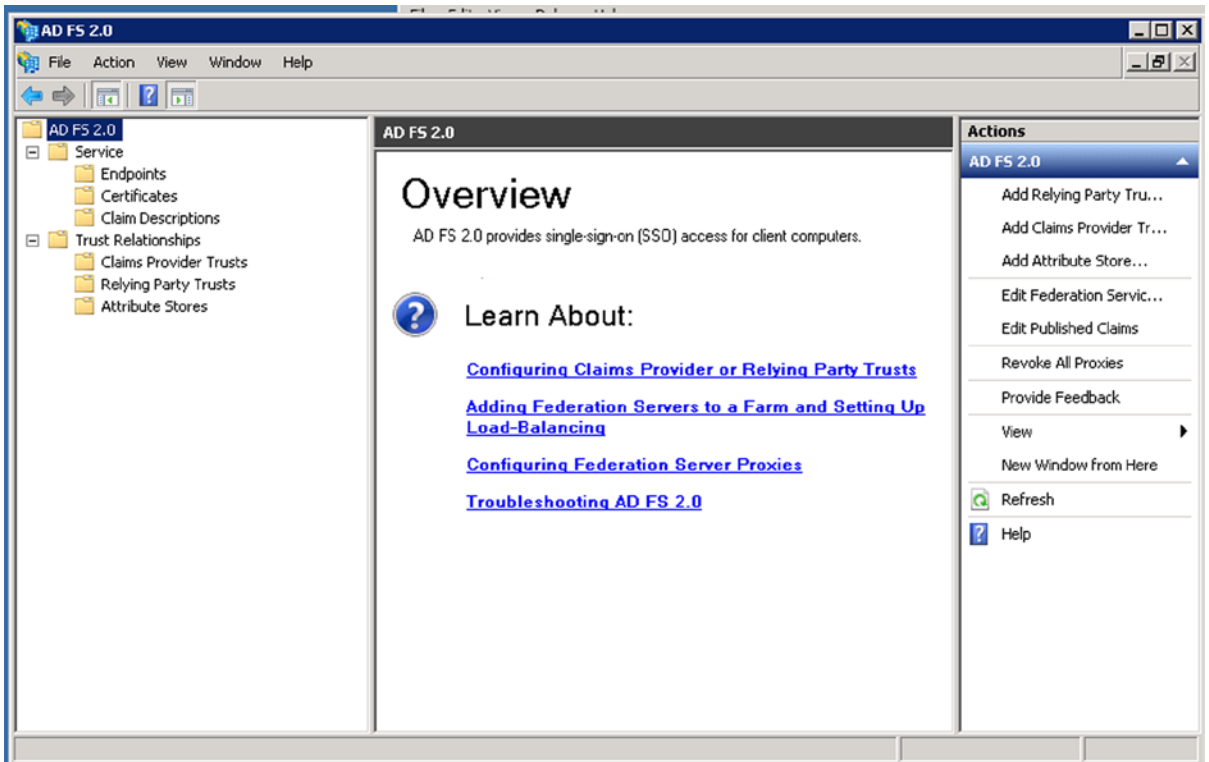 AD FS 2.0
File Action View Window Help
AD FS 2.0
Service
Endpoints
Certificates
Claim Descriptions
Trust Relationships
Claims Provider Trusts
Relying Party Trusts
Attribute Stores
AD FS 2.0
Overview
AD FS 2.0 provides single-sign-on (SSO) access for client computers.
Learn About:
Configuring Claims Provider or Relying Party Trusts
Adding Federation Servers to a Farm and Setting Up
Load-Balancing
Configuring Federation Server Proxies
Troubleshooting AD FS 2.0
Actions
AD FS 2.0
Add Relying Party Tru...
Add Claims Provider Tr...
Add Attribute Store...
Edit Federation Servic...
Edit Published Claims
Revoke All Proxies
Provide Feedback
View
New Window from Here
Refresh
Help